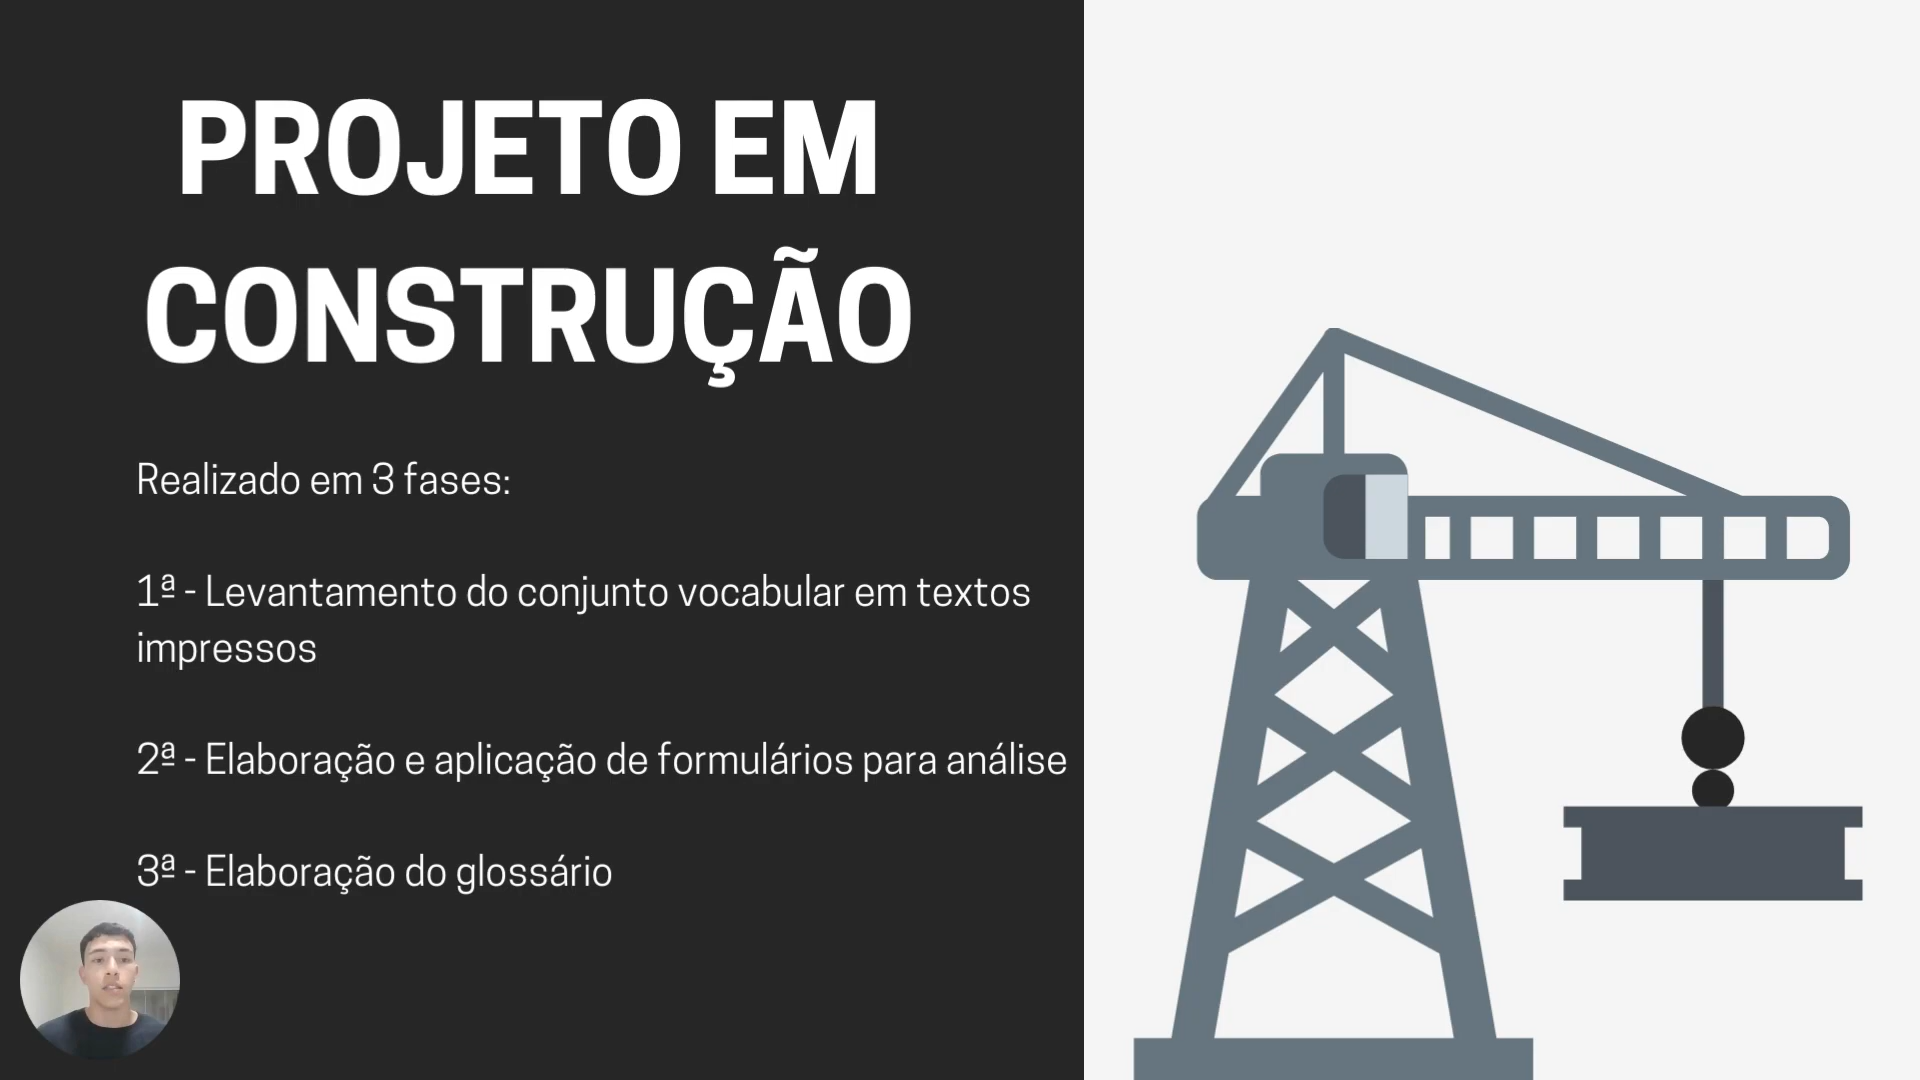 PROJETO EM
CONSTRUÇÃO
Realizado em 3 fases:
1ª - Levantamento do conjunto vocabular em textos
impressos
2ª - Elaboração e aplicação de formulários para análise
3ª - Elaboração do glossário